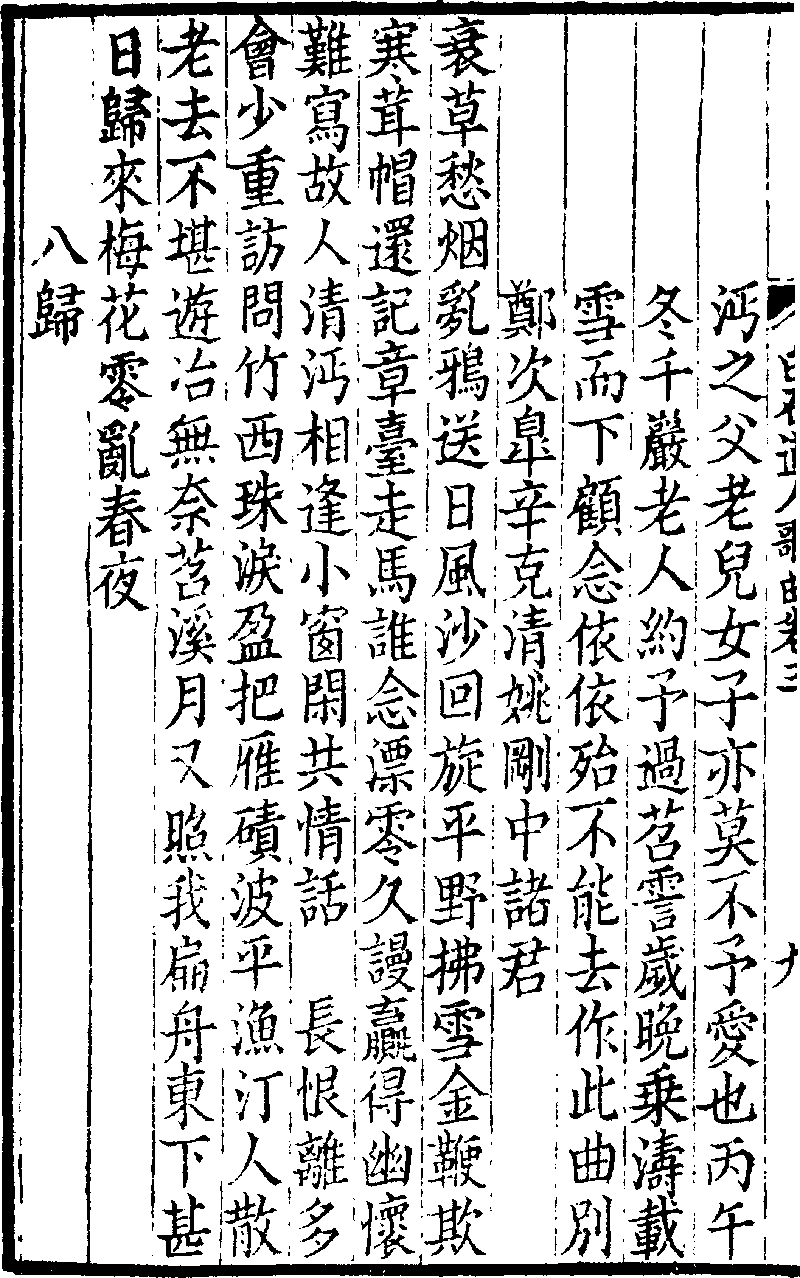 白石道人歌曲卷三 九
沔之父老兒女子亦莫不予愛也丙午
冬千巖老人約予過苕霅歲晚乗濤載
雪而下顧念依依殆不能去作此曲別
鄭次臯辛克清姚剛中諸君
衰草愁烟亂鴉送日風沙回旋平野拂雪金鞭欺
寒茸帽還記章臺走馬誰念漂零久謾贏得幽懷
難寫故人清沔相逢小窗閑共情話　長恨離多
會少重訪問竹西珠淚盈把雁磧波平漁汀人散
老去不堪遊冶無奈苕溪月又照我扁舟東下甚
日歸來梅花零亂春夜
八歸